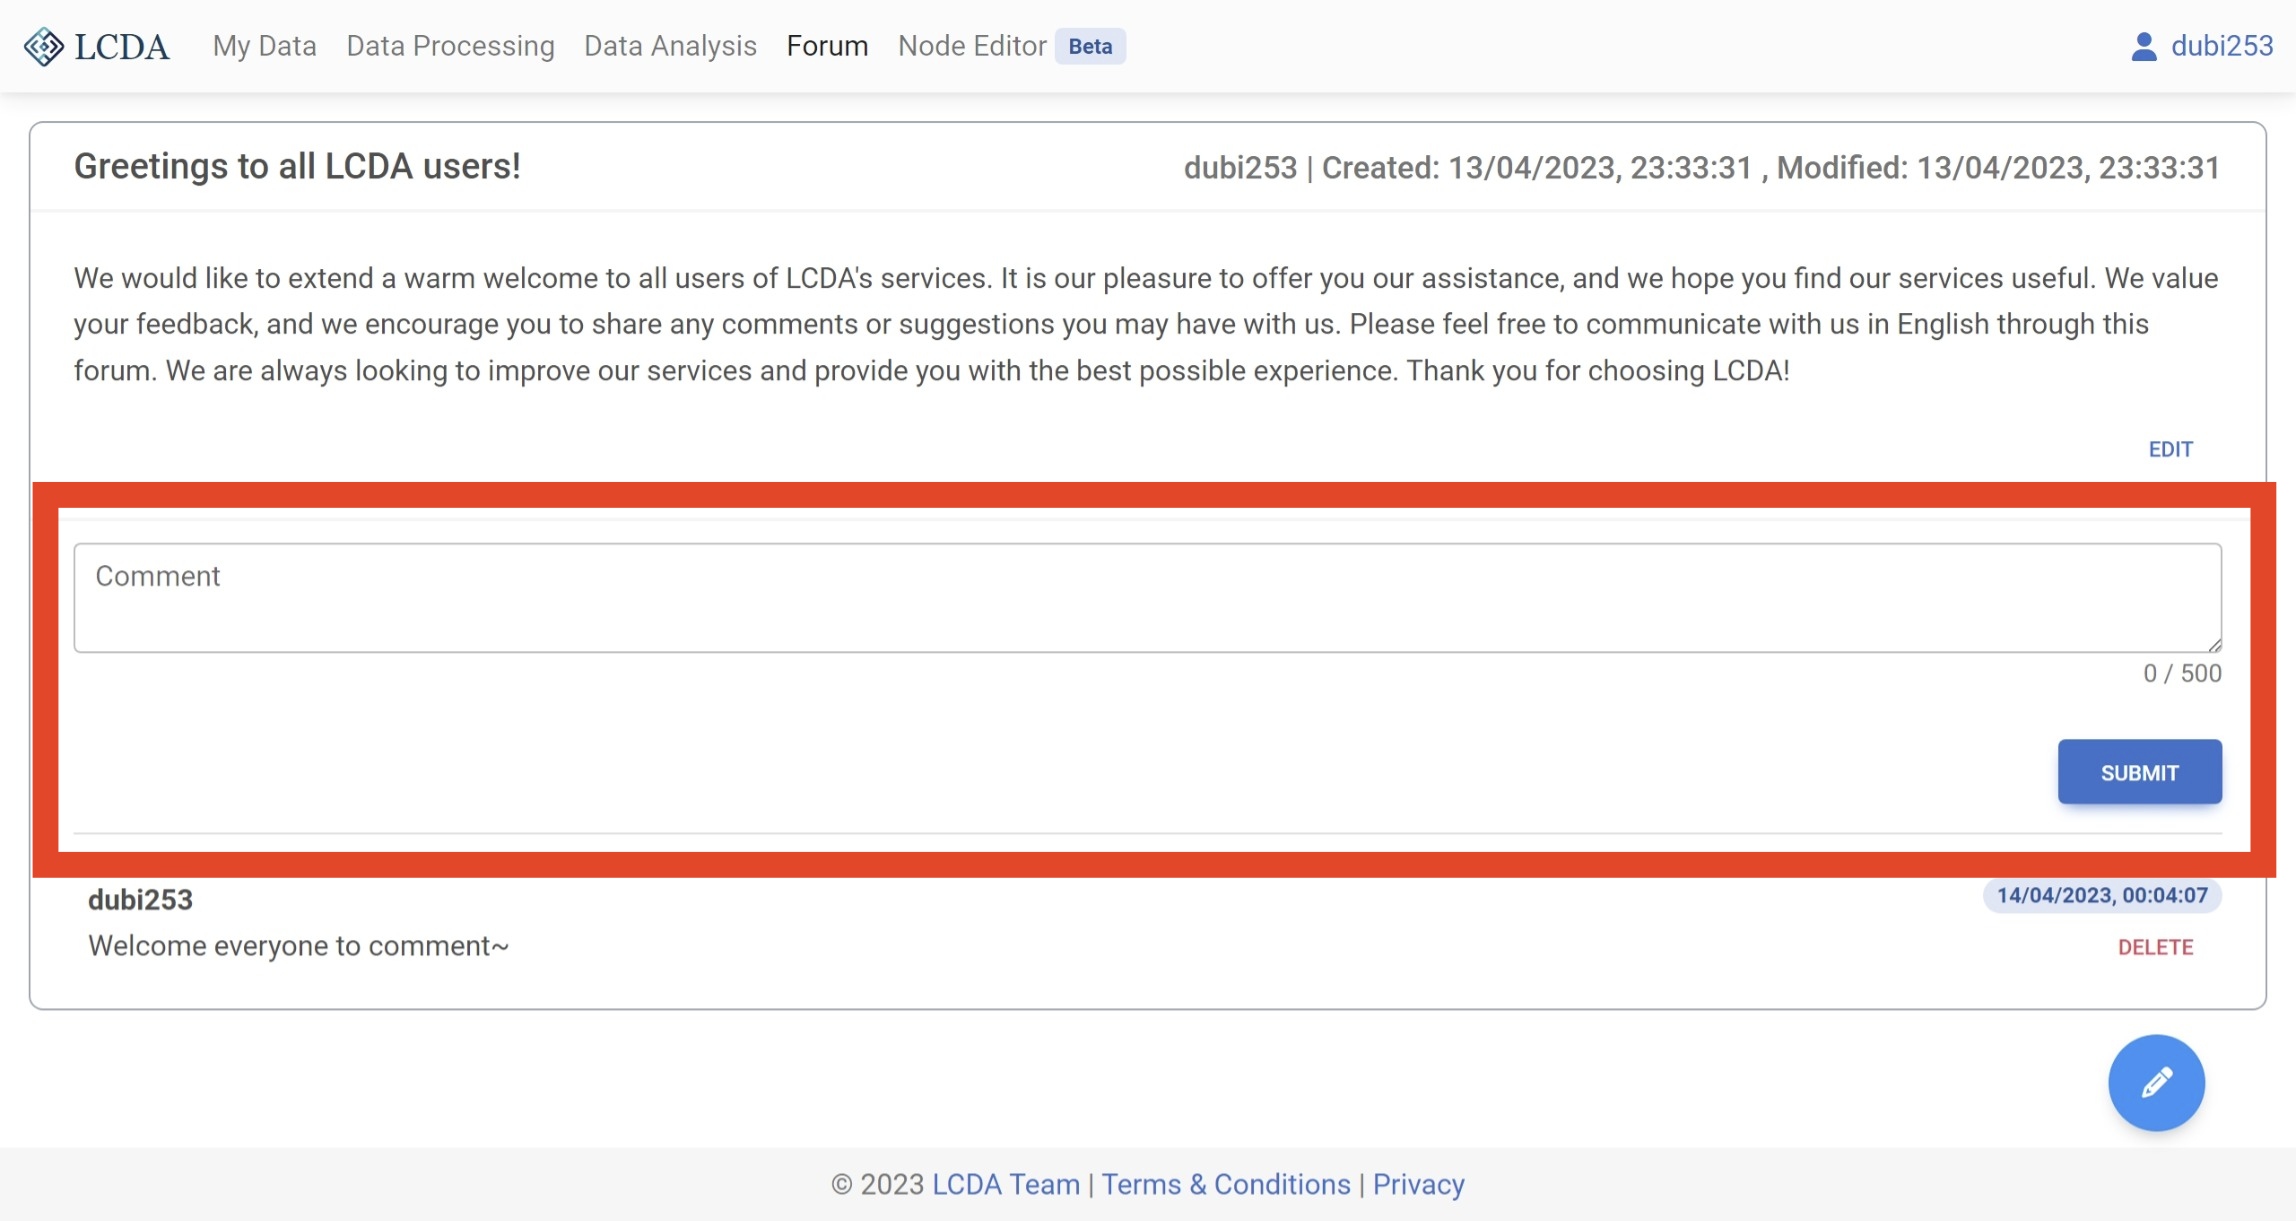 LCDA My Data Data Processing Data Analysis Forum Node Editor Beta dubi253
Greetings to all LCDA users! dubi253 | Created: 13/04/2023, 23:33:31 , Modified: 13/04/2023, 23:33:31
We would like to extend a warm welcome to all users of LCDA's services. It is our pleasure to offer you our assistance, and we hope you find our services useful. We value
your feedback, and we encourage you to share any comments or suggestions you may have with us. Please feel free to communicate with us in English through this
forum. We are always looking to improve our services and provide you with the best possible experience. Thank you for choosing LCDA!
EDIT
Comment
0 / 500
SUBMIT
dubi253 14/04/2023, 00:04:07
Welcome everyone to comment~ DELETE
© 2023 LCDA Team | Terms & Conditions | Privacy